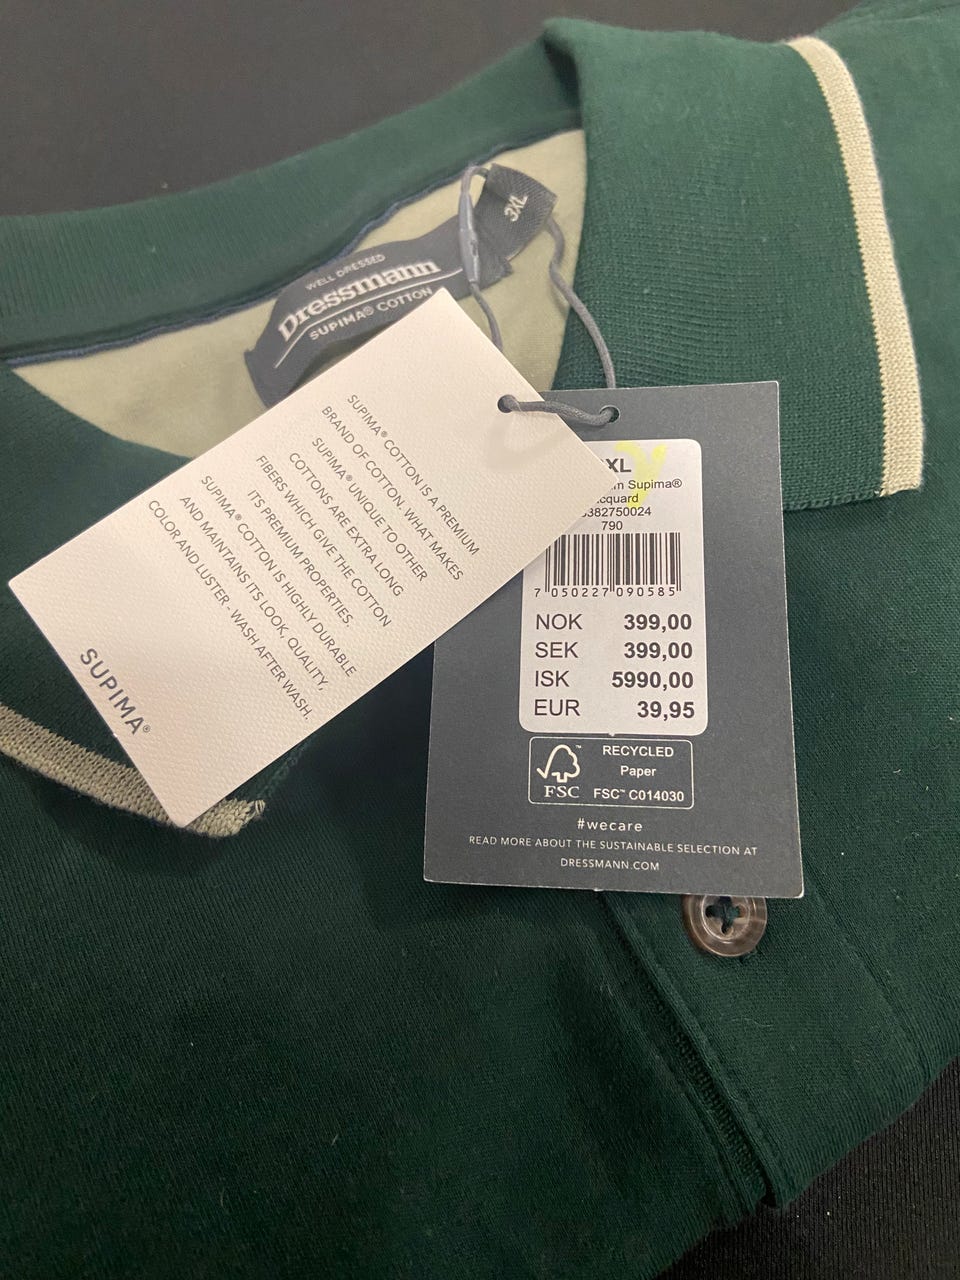 3XL
WELL DRESSED
Dressmann
SUPIMA® COTTON
SUPIMA® COTTON IS A PREMIUM
BRAND OF COTTON. WHAT MAKES
SUPIMA® UNIQUE TO OTHER
COTTONS ARE EXTRA LONG
FIBERS WHICH GIVE THE COTTON
ITS PREMIUM PROPERTIES.
SUPIMA® COTTON IS HIGHLY DURABLE
AND MAINTAINS ITS LOOK, QUALITY,
COLOR AND LUSTER - WASH AFTER WASH.
SUPIMA®
XL
Supima®
382750024
790
7 050227 090585
NOK 399,00
SEK 399,00
ISK 5990,00
EUR 39,95
FSC™
RECYCLED
Paper
FSC™ C014030
#wecare
READ MORE ABOUT THE SUSTAINABLE SELECTION AT
DRESSMANN.COM